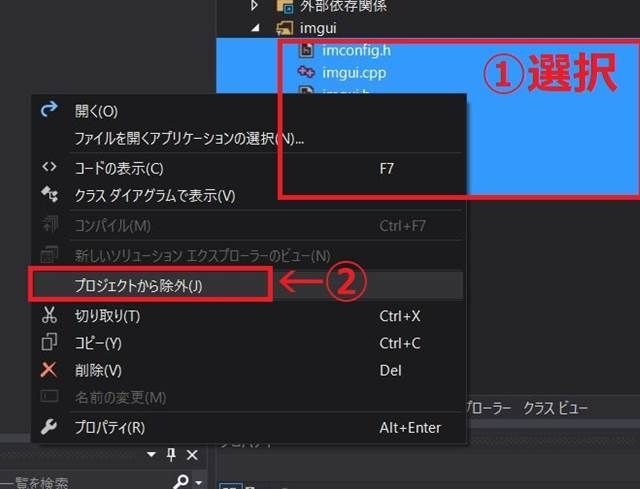 外部依存関係
imgui
imconfig.h
imgui.cpp
imgui.h
①選択
開く(O)
ファイルを開くアプリケーションの選択(N)...
コードの表示(C) F7
クラス ダイアグラムで表示(V)
コンパイル(M) Ctrl+F7
新しいソリューション エクスプローラーのビュー(N)
プロジェクトから除外(J)
←②
切り取り(T) Ctrl+X
コピー(Y) Ctrl+C
削除(V) Del
名前の変更(M)
プロパティ(R) Alt+Enter
プローラー クラス ビュー
プロパティ
一覧を検索